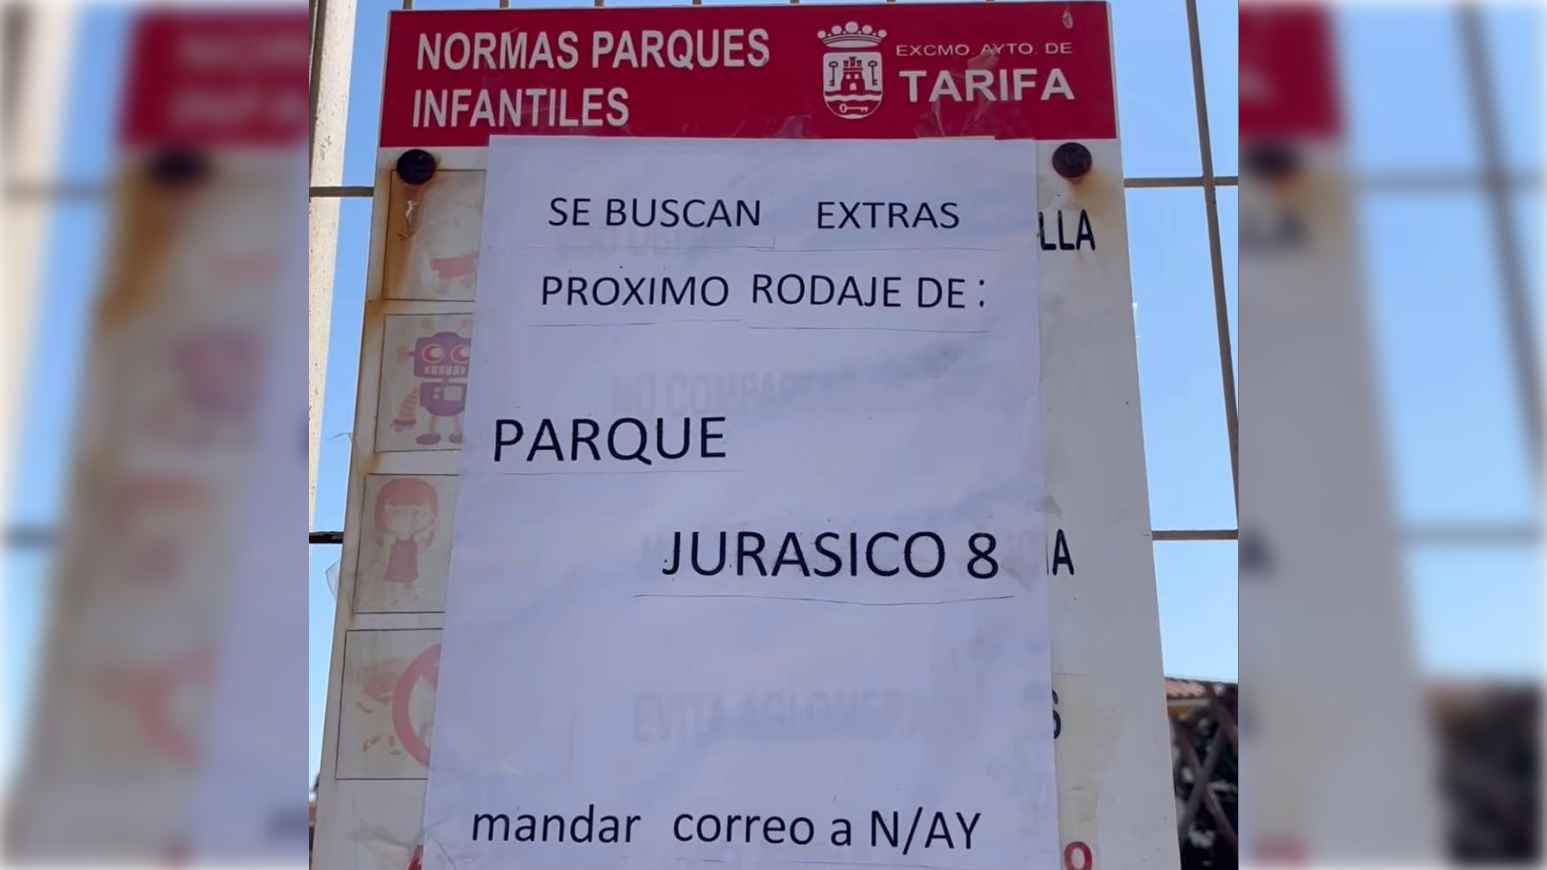 NORMAS PARQUES
INFANTILES
EXCMO. AYTO. DE
TARIFA
SE BUSCAN EXTRAS
PROXIMO RODAJE DE :
PARQUE
JURASICO 8
mandar correo a N/AY